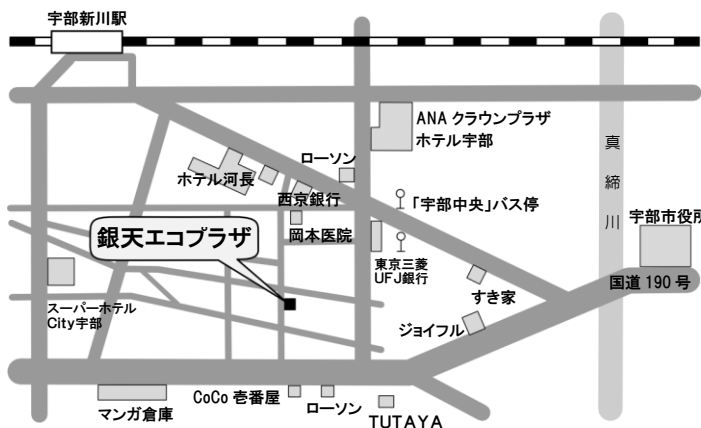 宇部新川駅
ANA クラウンプラザ
ホテル宇部
ローソン
ホテル河長
西京銀行
「宇部中央」バス停
真締川
宇部市役所
岡本医院
銀天エコプラザ
東京三菱
UFJ銀行
国道 190 号
すき家
スーパーホテル
City宇部
ジョイフル
CoCo 壱番屋
マンガ倉庫
ローソン
TUTAYA